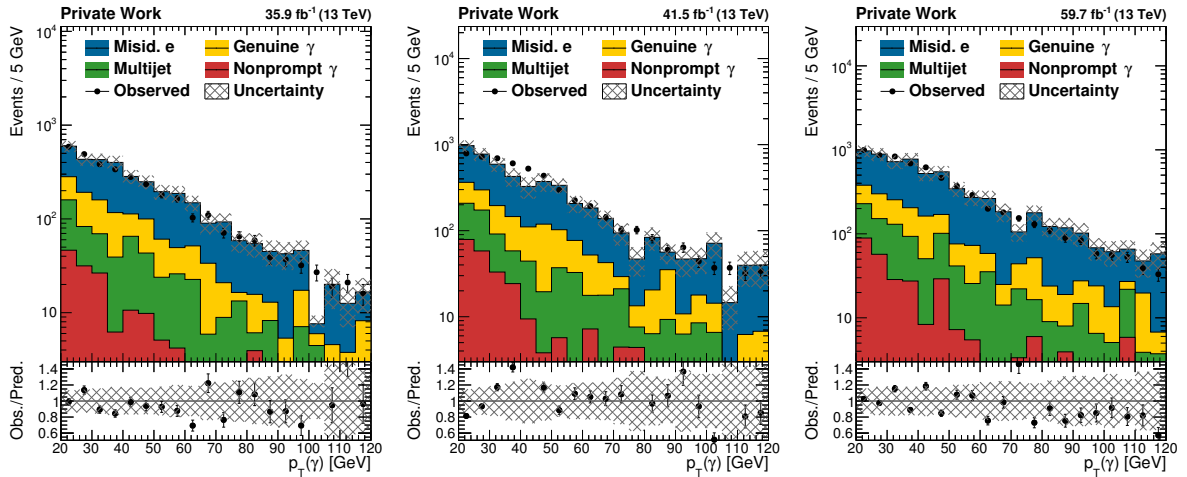 Private Work 35.9 fb⁻¹ (13 TeV)
Events / 5 GeV
10⁴
10³
10²
10
Misid. e Genuine γ
Multijet Nonprompt γ
Observed Uncertainty
Obs./Pred.
1.4
1.2
1
0.8
0.6
20 30 40 50 60 70 80 90 100 110 120
p_T(γ) [GeV]
Private Work 41.5 fb⁻¹ (13 TeV)
Events / 5 GeV
10⁴
10³
10²
10
Misid. e Genuine γ
Multijet Nonprompt γ
Observed Uncertainty
Obs./Pred.
1.4
1.2
1
0.8
0.6
20 30 40 50 60 70 80 90 100 110 120
p_T(γ) [GeV]
Private Work 59.7 fb⁻¹ (13 TeV)
Events / 5 GeV
10⁴
10³
10²
10
Misid. e Genuine γ
Multijet Nonprompt γ
Observed Uncertainty
Obs./Pred.
1.4
1.2
1
0.8
0.6
20 30 40 50 60 70 80 90 100 110 120
p_T(γ) [GeV]